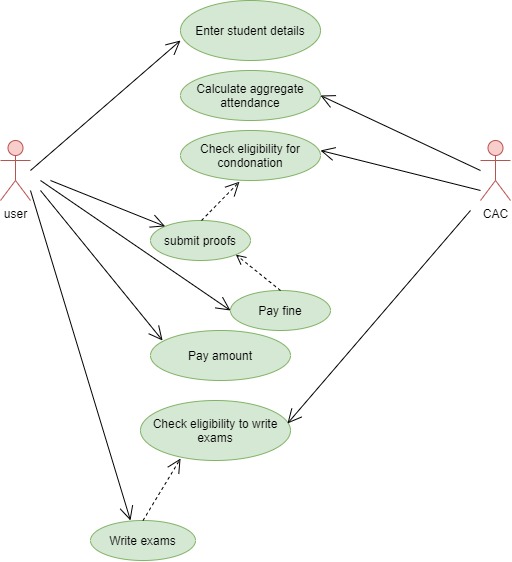 Enter student details
Calculate aggregate
attendance
Check eligibility for
condonation
user
CAC
submit proofs
Pay fine
Pay amount
Check eligibility to write
exams
Write exams